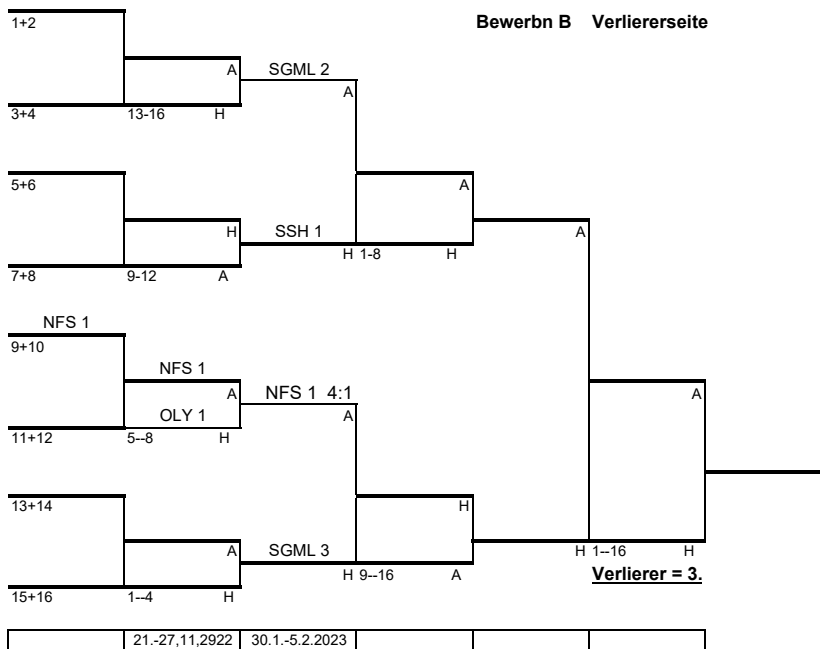 Bewerbn B Verliererseite
1+2
A SGML 2
A
3+4 13-16 H
5+6
A
H SSH 1 A
H 1-8 H
7+8 9-12 A
NFS 1
9+10
NFS 1
A NFS 1 4:1 A
OLY 1 A
11+12 5--8 H
13+14 H
A SGML 3 H 1--16 H
H 9--16 A Verlierer = 3.
15+16 1--4 H
21.-27,11,2922 30.1.-5.2.2023